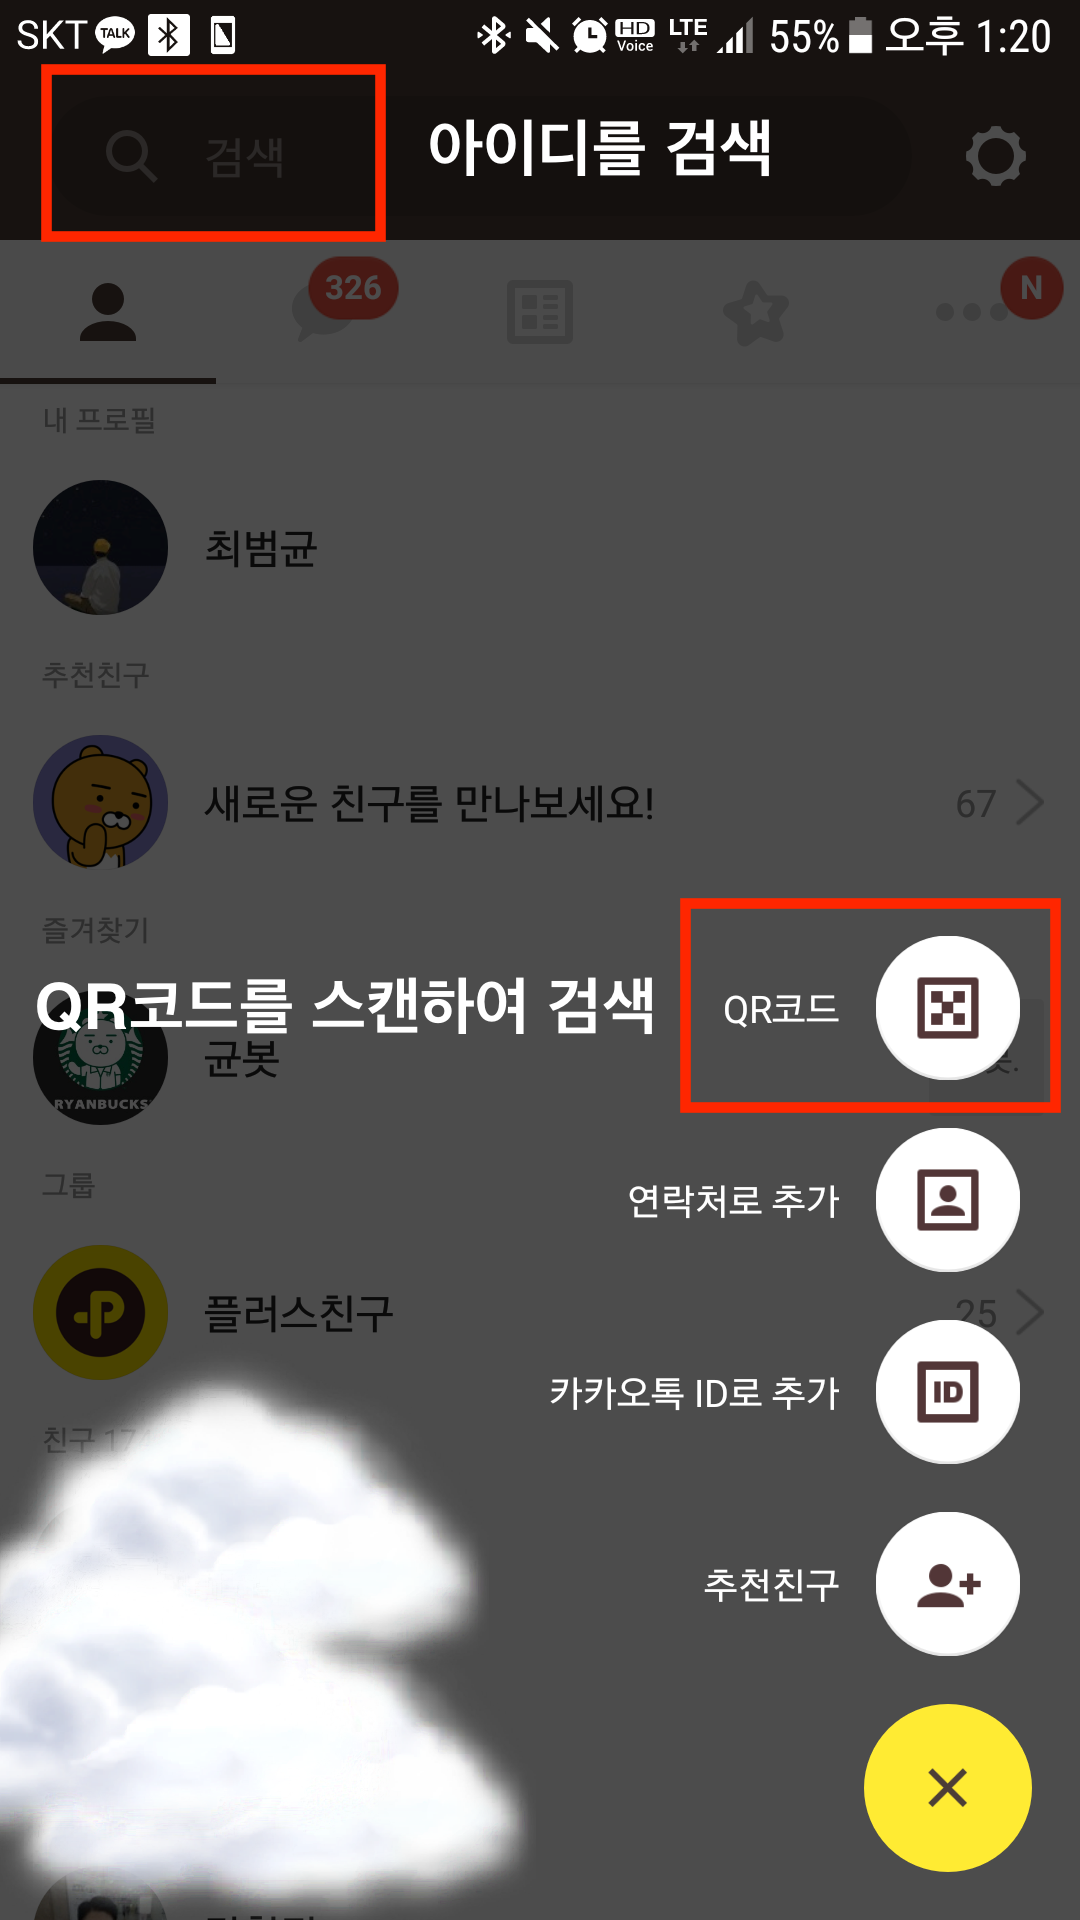 SKT TALK HD Voice LTE 55% 오후 1:20
검색 아이디를 검색
326 N
내 프로필
최범균
추천친구
새로운 친구를 만나보세요! 67
즐겨찾기
QR코드를 스캔하여 검색 QR코드
균봇
RYANBUCKS
그룹
연락처로 추가
플러스친구 25
카카오톡 ID로 추가 ID
친구
추천친구